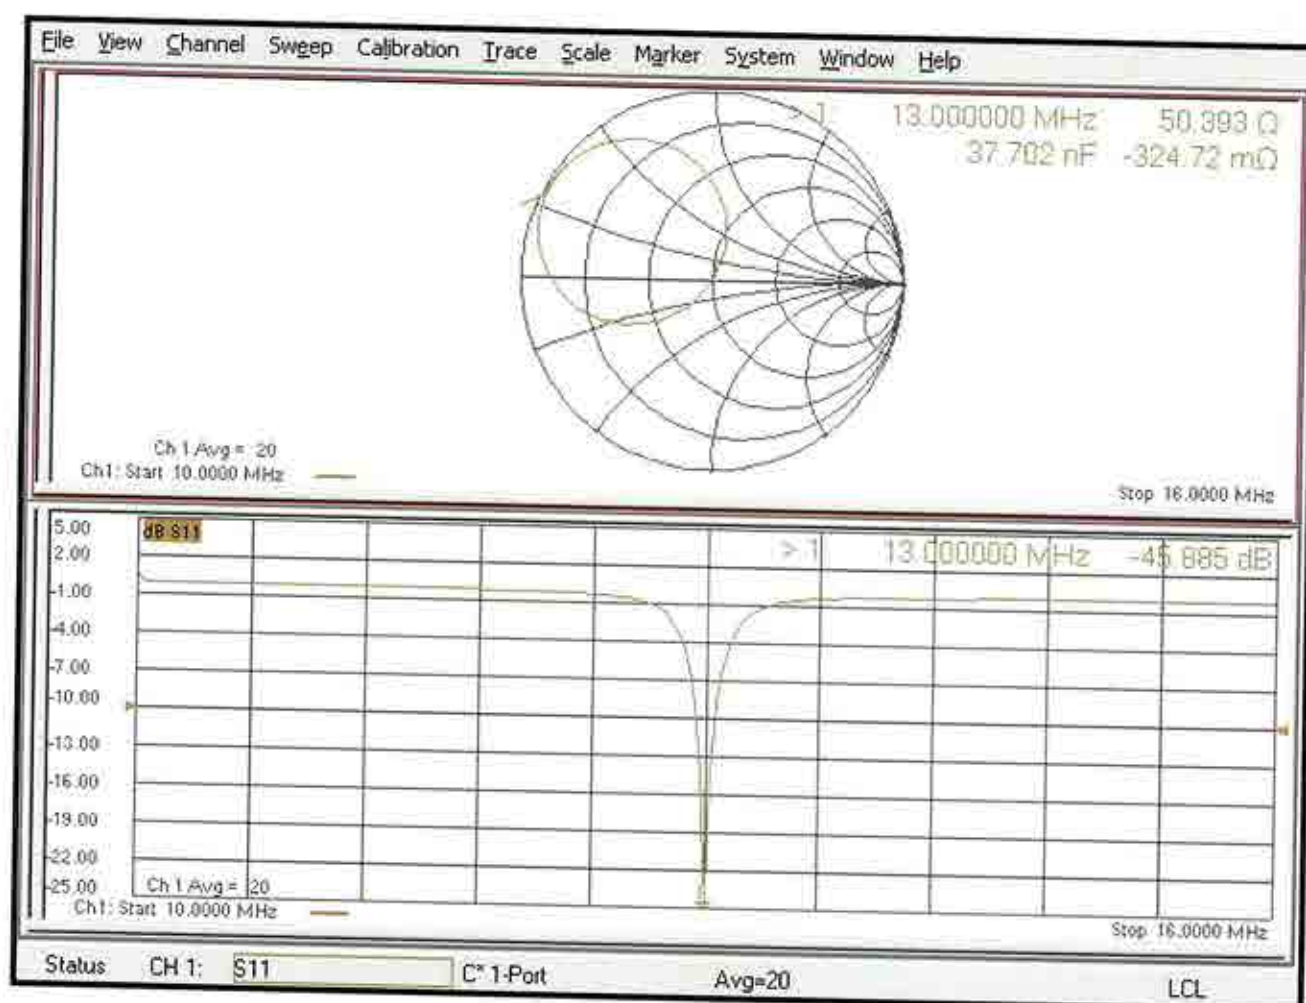 File View Channel Sweep Calibration Trace Scale Marker System Window Help
> 1 13.000000 MHz 50.393 Ω
37.702 nF -324.72 mΩ
Ch 1 Avg = 20
Ch1: Start 10.0000 MHz
Stop 16.0000 MHz
5.00
dB S11
> 1 13.000000 MHz -45.885 dB
2.00
-1.00
-4.00
-7.00
-10.00
-13.00
-16.00
-19.00
-22.00
-25.00
Ch 1 Avg = 20
Ch1: Start 10.0000 MHz
Stop 16.0000 MHz
Status CH 1: S11 C* 1-Port Avg=20 LCL